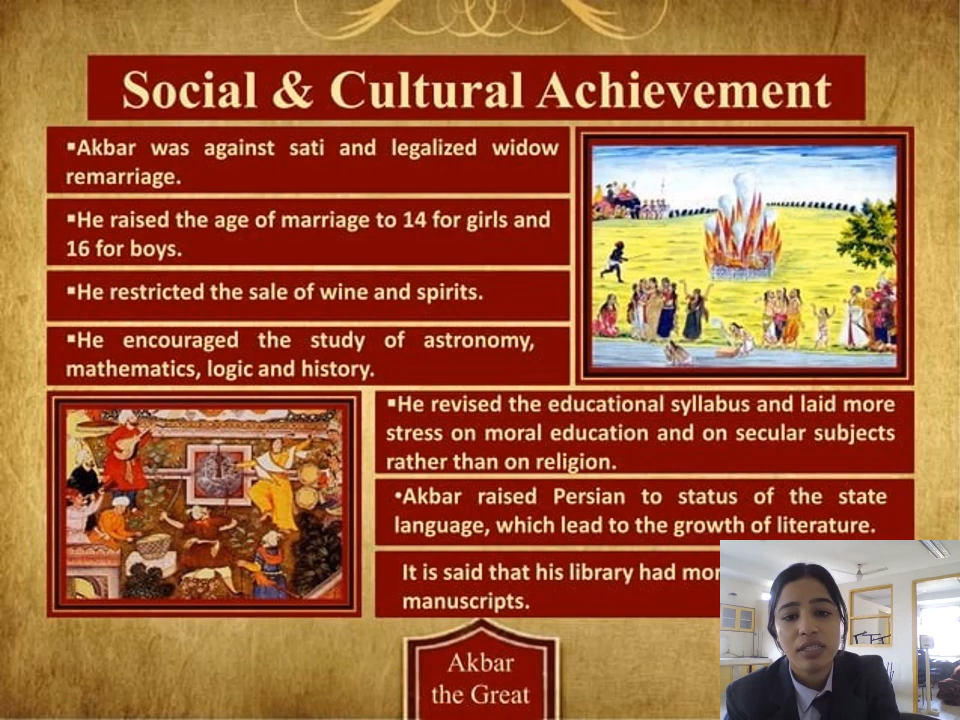 Social & Cultural Achievement
▪Akbar was against sati and legalized widow
remarriage.
▪He raised the age of marriage to 14 for girls and
16 for boys.
▪He restricted the sale of wine and spirits.
▪He encouraged the study of astronomy,
mathematics, logic and history.
▪He revised the educational syllabus and laid more
stress on moral education and on secular subjects
rather than on religion.
•Akbar raised Persian to status of the state
language, which lead to the growth of literature.
It is said that his library had
manuscripts.
Akbar
the Great